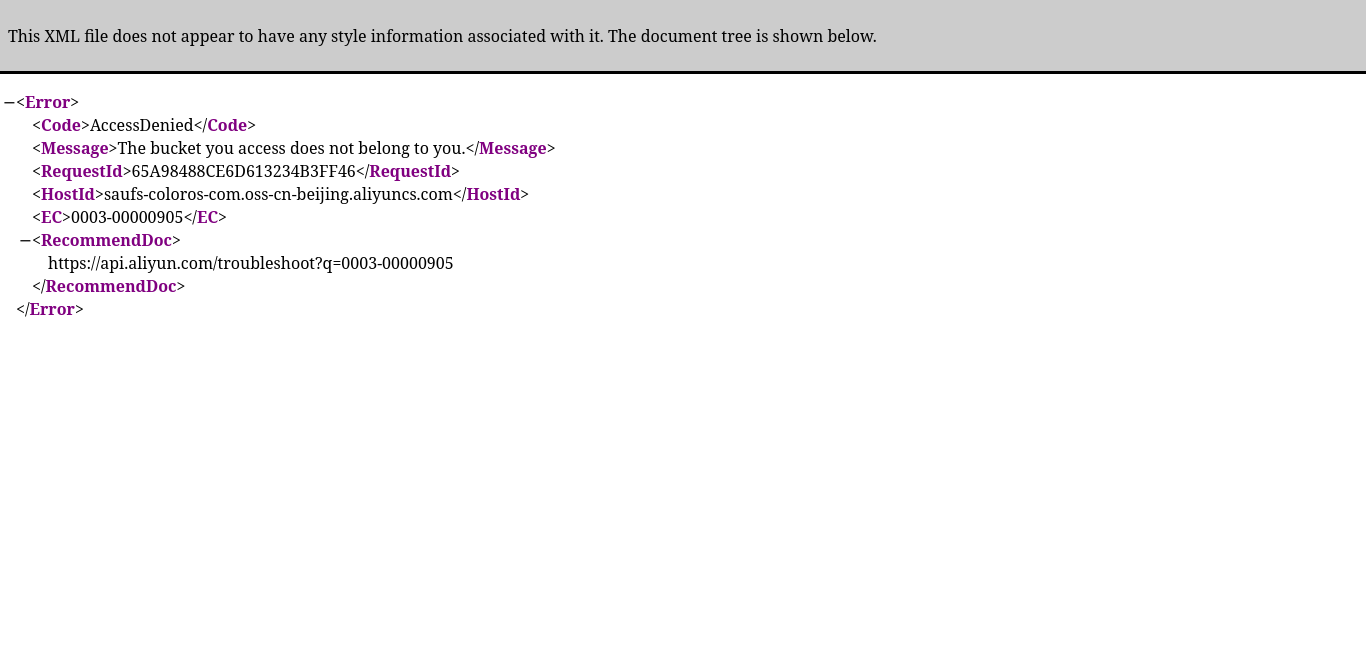 This XML file does not appear to have any style information associated with it. The document tree is shown below.
−<Error>
<Code>AccessDenied</Code>
<Message>The bucket you access does not belong to you.</Message>
<RequestId>65A98488CE6D613234B3FF46</RequestId>
<HostId>saufs-coloros-com.oss-cn-beijing.aliyuncs.com</HostId>
<EC>0003-00000905</EC>
−<RecommendDoc>
https://api.aliyun.com/troubleshoot?q=0003-00000905
</RecommendDoc>
</Error>